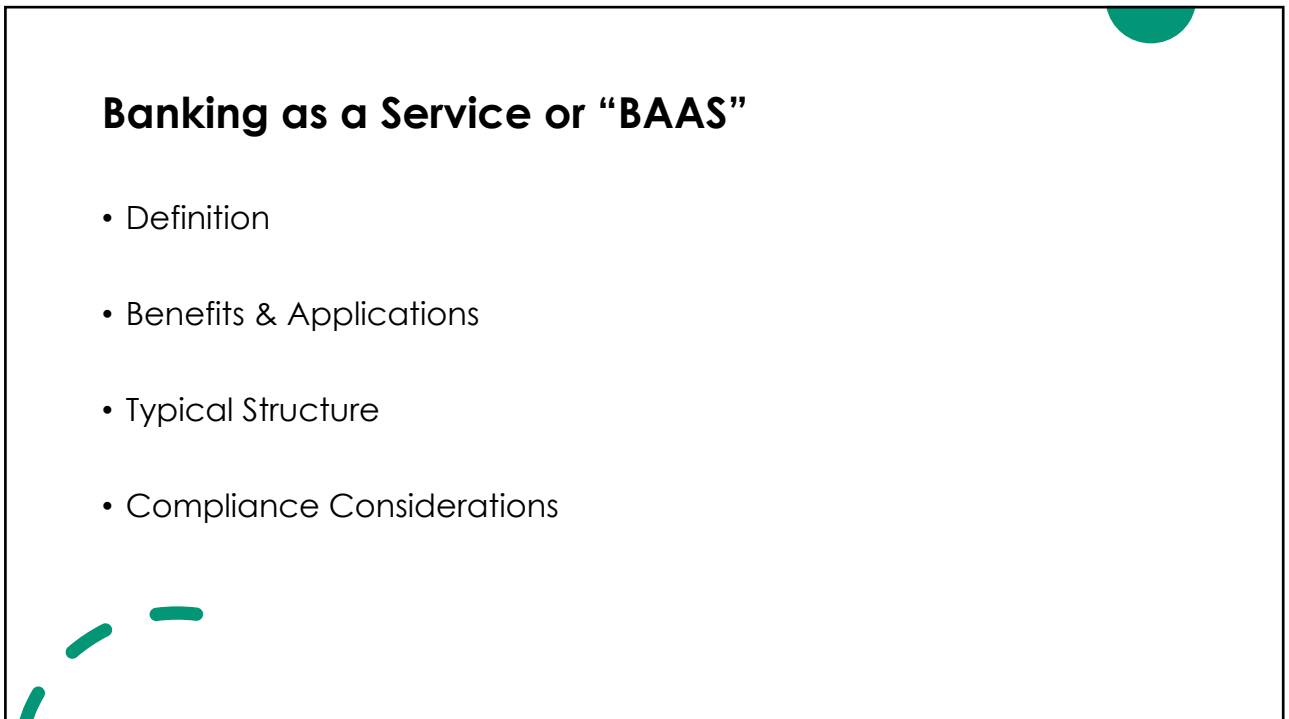 Banking as a Service or “BAAS”
• Definition
• Benefits & Applications
• Typical Structure
• Compliance Considerations